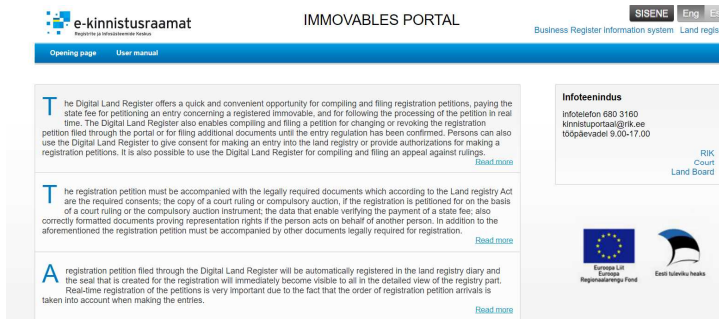 e-kinnistusraamat
Registrite ja Infosüsteemide Keskus
IMMOVABLES PORTAL
SISENE Eng
Business Register information system Land regis
Opening page User manual
The Digital Land Register offers a quick and convenient opportunity for compiling and filing registration petitions, paying the
state fee for petitioning an entry concerning a registered immovable, and for following the processing of the petition in real
time. The Digital Land Register also enables compiling and filing a petition for changing or revoking the registration
petition filed through the portal or for filing additional documents until the entry regulation has been confirmed. Persons can also
use the Digital Land Register to give consent for making an entry into the land registry or provide authorizations for making a
registration petitions. It is also possible to use the Digital Land Register for compiling and filing an appeal against rulings.
Read more
The registration petition must be accompanied with the legally required documents which according to the Land registry Act
are the required consents; the copy of a court ruling or compulsory auction, if the registration is petitioned for on the basis
of a court ruling or the compulsory auction instrument; the data that enable verifying the payment of a state fee; also
correctly formatted documents proving representation rights if the person acts on behalf of another person. In addition to the
aforementioned the registration petition must be accompanied by other documents legally required for registration.
Read more
A registration petition filed through the Digital Land Register will be automatically registered in the land registry diary and
the seal that is created for the registration will immediately become visible to all in the detailed view of the registry part.
Real-time registration of the petitions is very important due to the fact that the order of registration petition arrivals is
taken into account when making the entries.
Read more
Infoteenindus
infotelefon 680 3160
kinnistuportaal@rik.ee
tööpäevadel 9.00-17.00
RIK
Court
Land Board
Euroopa Liit
Euroopa
Regionaalarengu Fond
Eesti tuleviku heaks